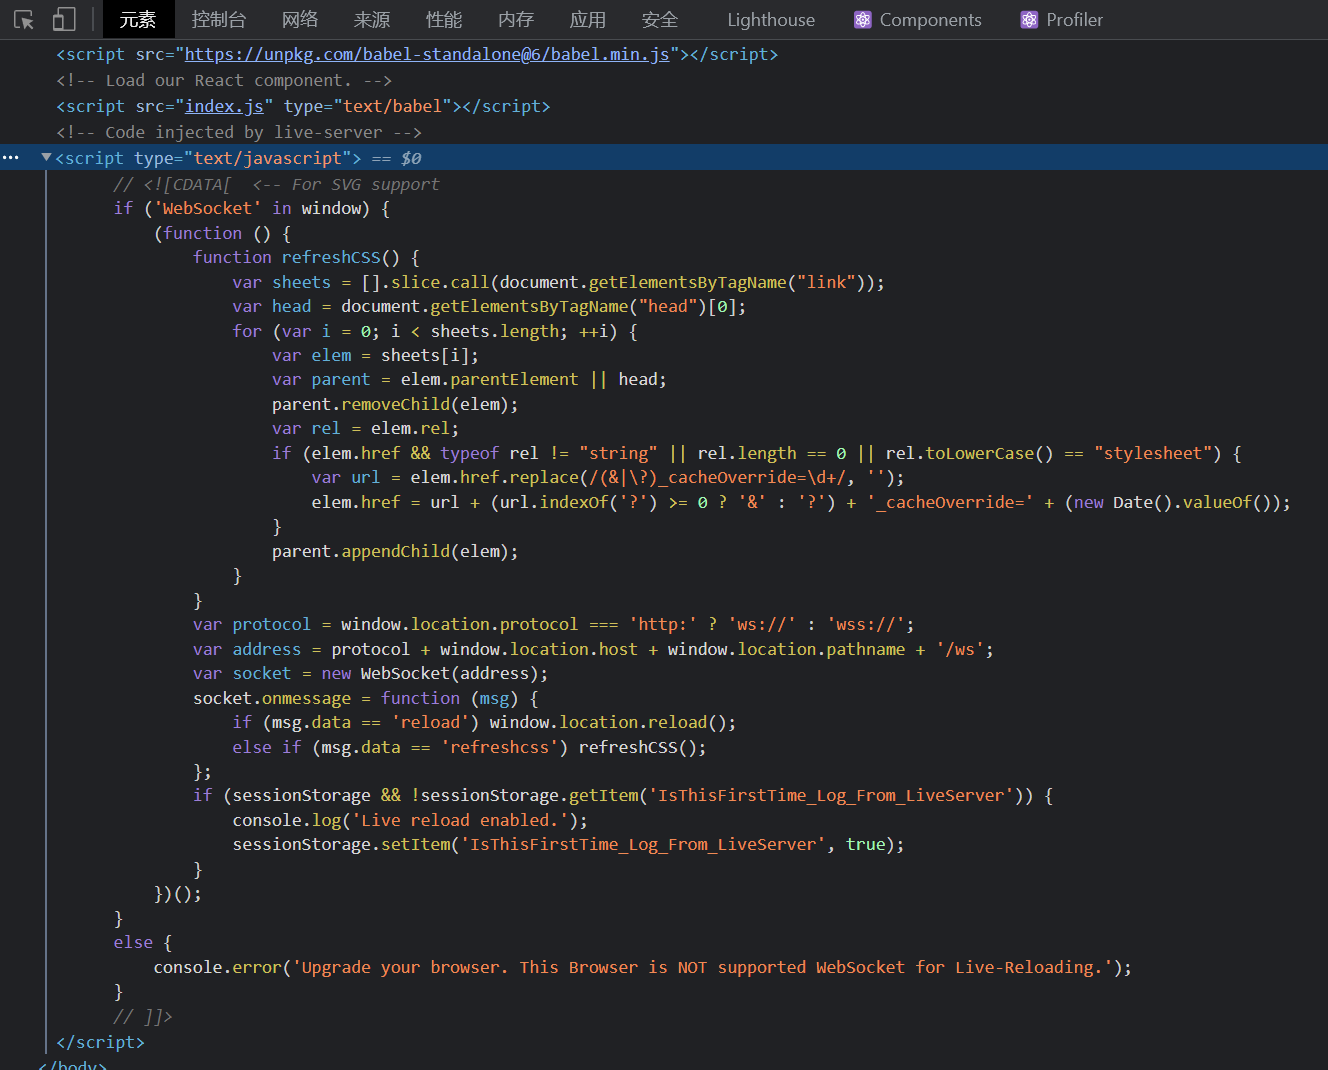 元素 控制台 网络 来源 性能 内存 应用 安全 Lighthouse Components Profiler
<script src="https://unpkg.com/babel-standalone@6/babel.min.js"></script>
<!-- Load our React component. -->
<script src="index.js" type="text/babel"></script>
<!-- Code injected by live-server -->
<script type="text/javascript"> == $0
// <![CDATA[  <-- For SVG support
if ('WebSocket' in window) {
(function () {
function refreshCSS() {
var sheets = [].slice.call(document.getElementsByTagName("link"));
var head = document.getElementsByTagName("head")[0];
for (var i = 0; i < sheets.length; ++i) {
var elem = sheets[i];
var parent = elem.parentElement || head;
parent.removeChild(elem);
var rel = elem.rel;
if (elem.href && typeof rel != "string" || rel.length == 0 || rel.toLowerCase() == "stylesheet") {
var url = elem.href.replace(/(&|\?)_cacheOverride=\d+/, '');
elem.href = url + (url.indexOf('?') >= 0 ? '&' : '?') + '_cacheOverride=' + (new Date().valueOf());
}
parent.appendChild(elem);
}
}
var protocol = window.location.protocol === 'http:' ? 'ws://' : 'wss://';
var address = protocol + window.location.host + window.location.pathname + '/ws';
var socket = new WebSocket(address);
socket.onmessage = function (msg) {
if (msg.data == 'reload') window.location.reload();
else if (msg.data == 'refreshcss') refreshCSS();
};
if (sessionStorage && !sessionStorage.getItem('IsThisFirstTime_Log_From_LiveServer')) {
console.log('Live reload enabled.');
sessionStorage.setItem('IsThisFirstTime_Log_From_LiveServer', true);
}
})();
}
else {
console.error('Upgrade your browser. This Browser is NOT supported WebSocket for Live-Reloading.');
}
// ]]>
</script>
</body>